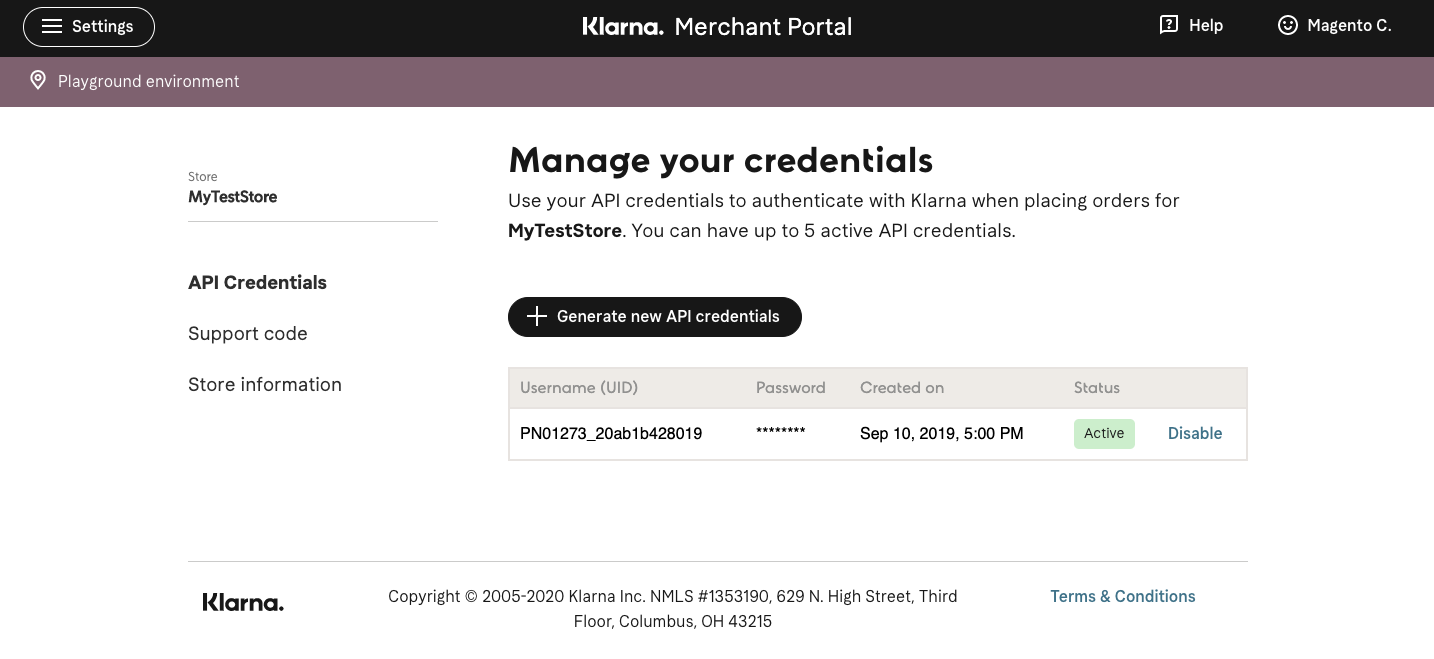 Settings
Klarna. Merchant Portal
Help
Magento C.
Playground environment
Store
MyTestStore
API Credentials
Support code
Store information
Manage your credentials
Use your API credentials to authenticate with Klarna when placing orders for
MyTestStore. You can have up to 5 active API credentials.
Generate new API credentials
Username (UID) Password Created on Status
PN01273_20ab1b428019 ******** Sep 10, 2019, 5:00 PM Active Disable
Klarna.
Copyright © 2005-2020 Klarna Inc. NMLS #1353190, 629 N. High Street, Third
Floor, Columbus, OH 43215
Terms & Conditions